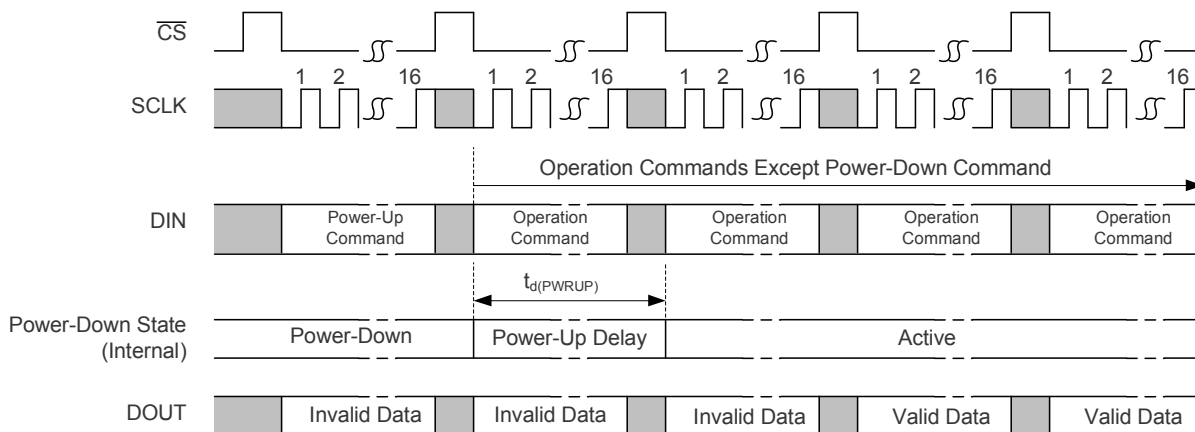 CS
1 2 16 1 2 16 1 2 16 1 2 16 1 2 16
SCLK
Operation Commands Except Power-Down Command
DIN
Power-Up
Command
Operation
Command
Operation
Command
Operation
Command
Operation
Command
td(PWRUP)
Power-Down State
(Internal)
Power-Down Power-Up Delay Active
DOUT
Invalid Data Invalid Data Invalid Data Valid Data Valid Data